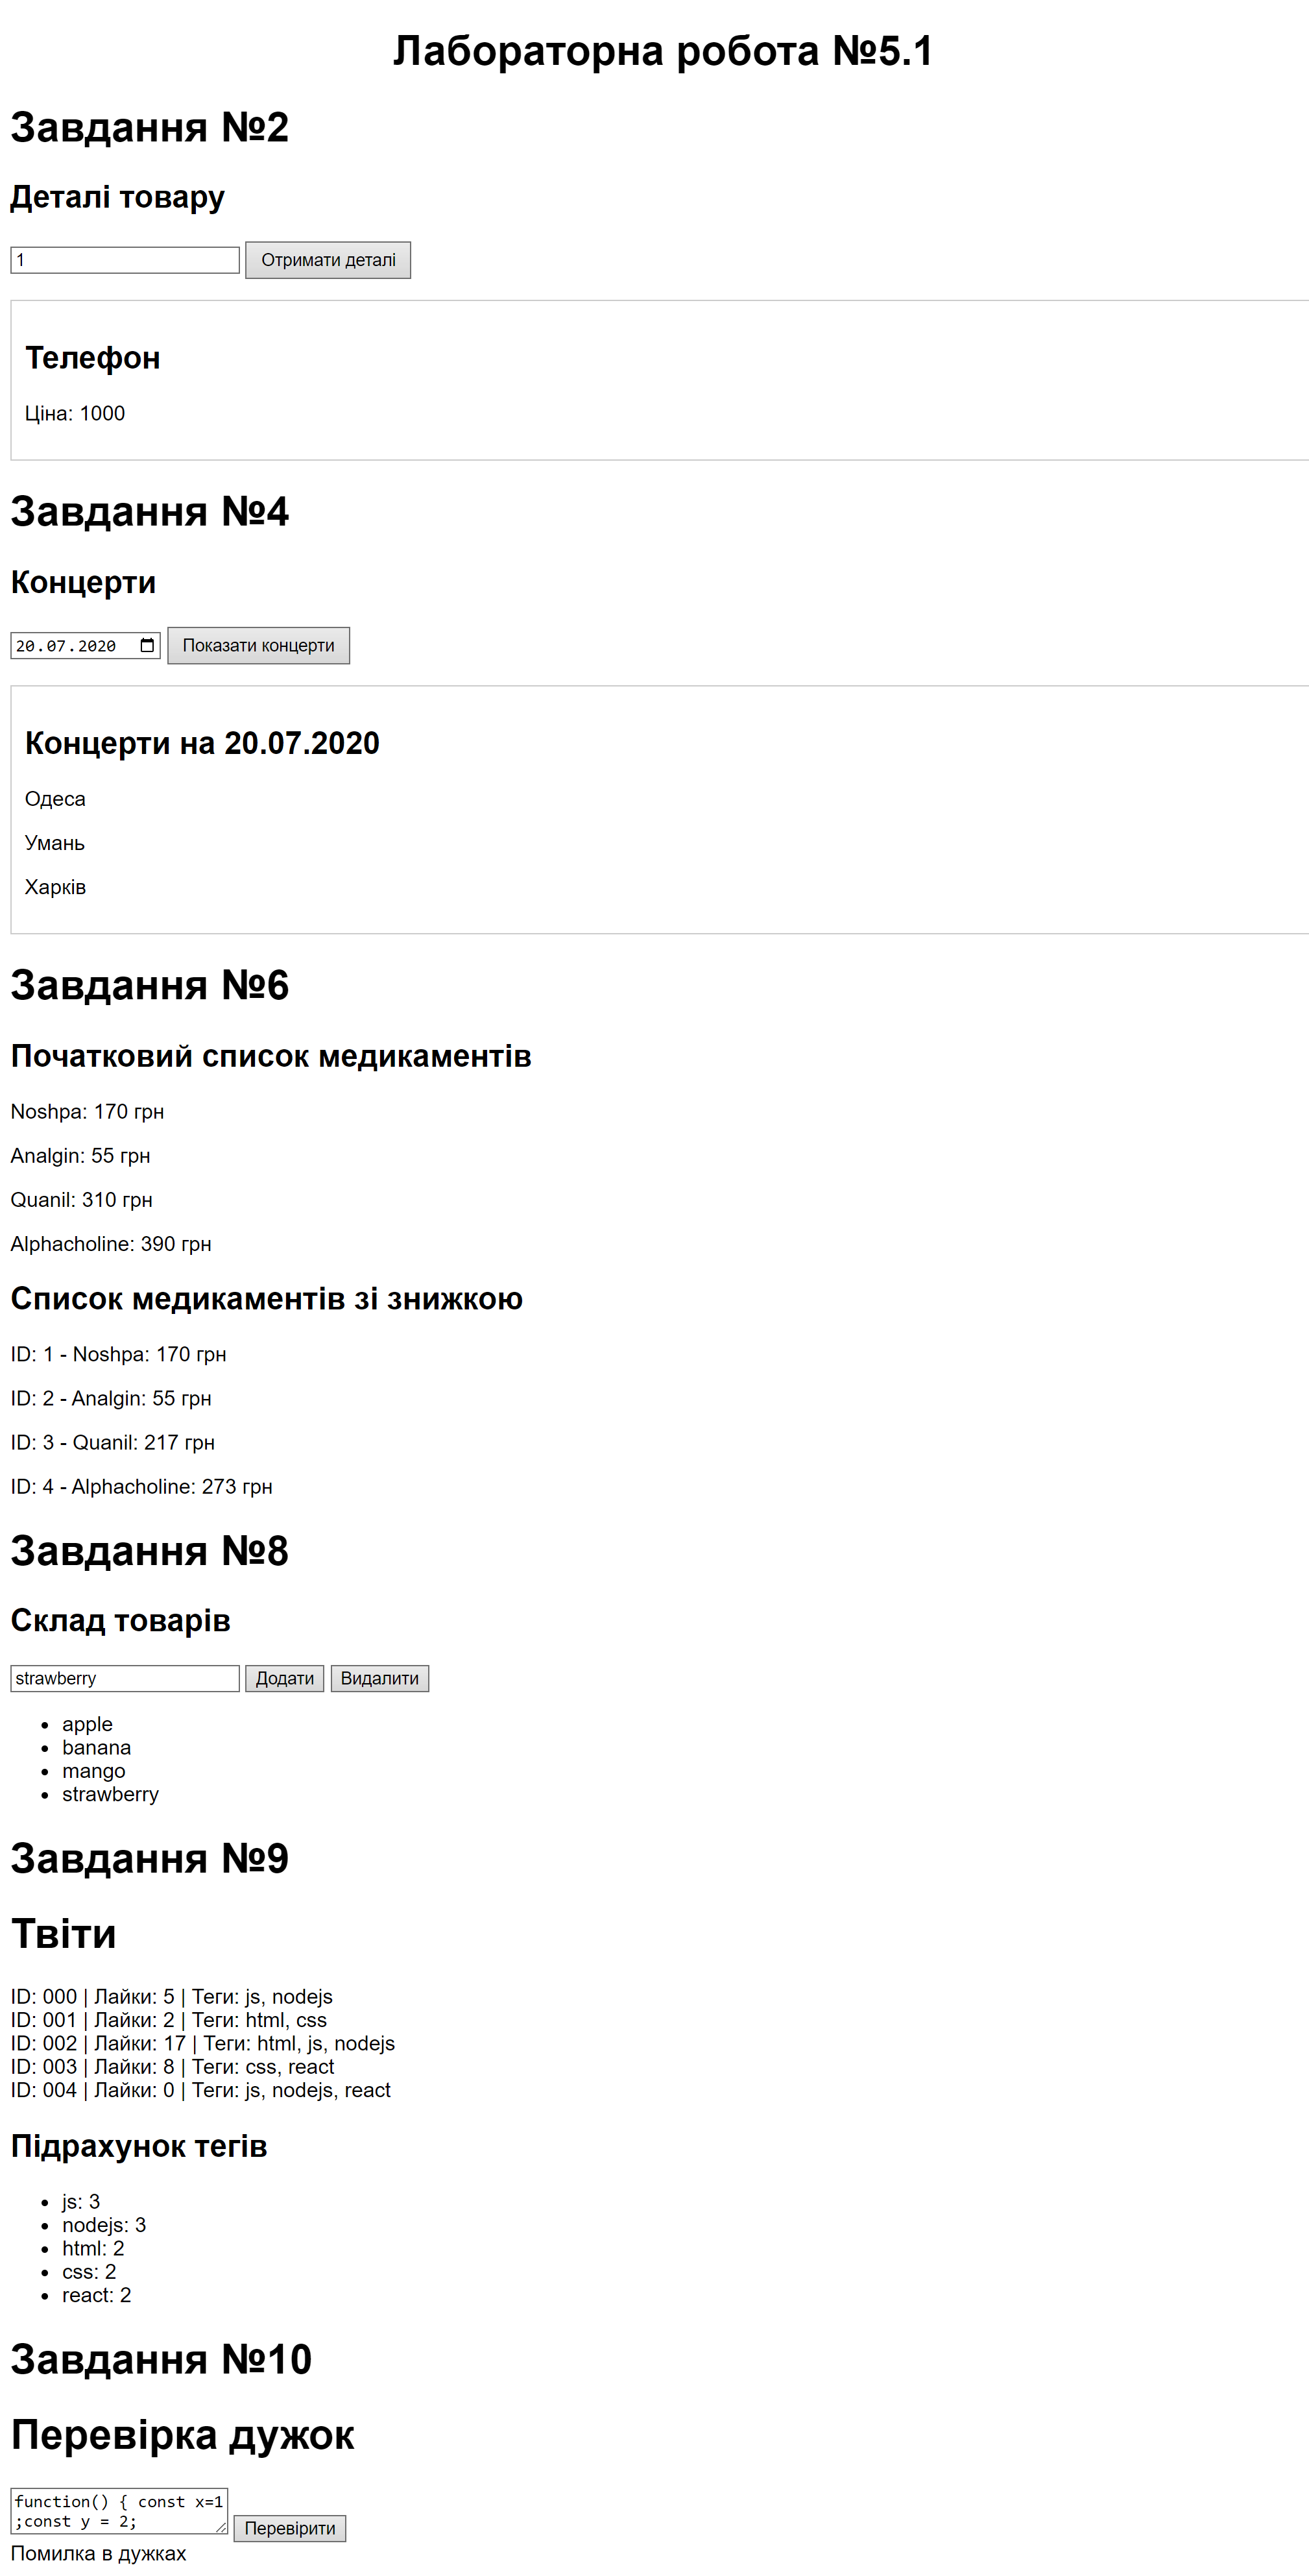 Лабораторна робота №5.1
Завдання №2
Деталі товару
1 Отримати деталі
Телефон
Ціна: 1000
Завдання №4
Концерти
20.07.2020 Показати концерти
Концерти на 20.07.2020
Одеса
Умань
Харків
Завдання №6
Початковий список медикаментів
Noshpa: 170 грн
Analgin: 55 грн
Quanil: 310 грн
Alphacholine: 390 грн
Список медикаментів зі знижкою
ID: 1 - Noshpa: 170 грн
ID: 2 - Analgin: 55 грн
ID: 3 - Quanil: 217 грн
ID: 4 - Alphacholine: 273 грн
Завдання №8
Склад товарів
strawberry Додати Видалити
apple
banana
mango
strawberry
Завдання №9
Твіти
ID: 000 | Лайки: 5 | Теги: js, nodejs
ID: 001 | Лайки: 2 | Теги: html, css
ID: 002 | Лайки: 17 | Теги: html, js, nodejs
ID: 003 | Лайки: 8 | Теги: css, react
ID: 004 | Лайки: 0 | Теги: js, nodejs, react
Підрахунок тегів
js: 3
nodejs: 3
html: 2
css: 2
react: 2
Завдання №10
Перевірка дужок
function() { const x=1
;const y = 2;
Перевірити
Помилка в дужках